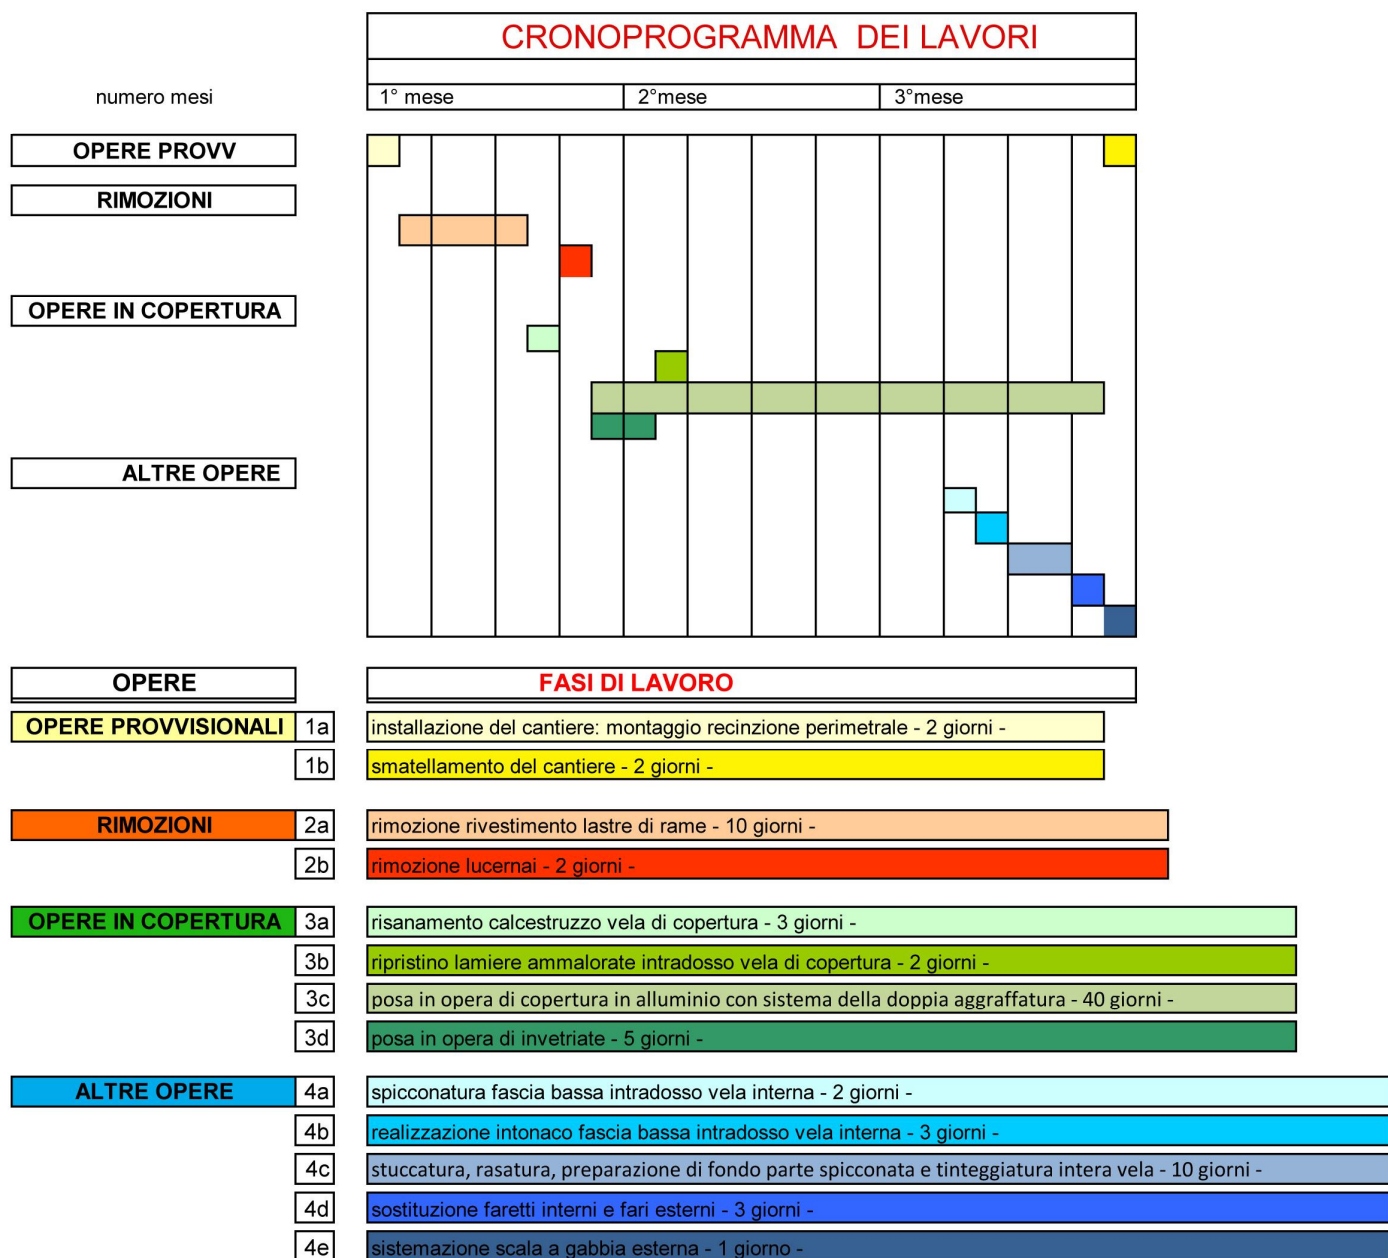 CRONOPROGRAMMA DEI LAVORI
numero mesi
1° mese
2°mese
3°mese
OPERE PROVV
RIMOZIONI
OPERE IN COPERTURA
ALTRE OPERE
OPERE
FASI DI LAVORO
OPERE PROVVISIONALI 1a installazione del cantiere: montaggio recinzione perimetrale - 2 giorni -
1b smatellamento del cantiere - 2 giorni -
RIMOZIONI 2a rimozione rivestimento lastre di rame - 10 giorni -
2b rimozione lucernai - 2 giorni -
OPERE IN COPERTURA 3a risanamento calcestruzzo vela di copertura - 3 giorni -
3b ripristino lamiere ammalorate intradosso vela di copertura - 2 giorni -
3c posa in opera di copertura in alluminio con sistema della doppia aggraffatura - 40 giorni -
3d posa in opera di invetriate - 5 giorni -
ALTRE OPERE 4a spicconatura fascia bassa intradosso vela interna - 2 giorni -
4b realizzazione intonaco fascia bassa intradosso vela interna - 3 giorni -
4c stuccatura, rasatura, preparazione di fondo parte spicconata e tinteggiatura intera vela - 10 giorni -
4d sostituzione faretti interni e fari esterni - 3 giorni -
4e sistemazione scala a gabbia esterna - 1 giorno -